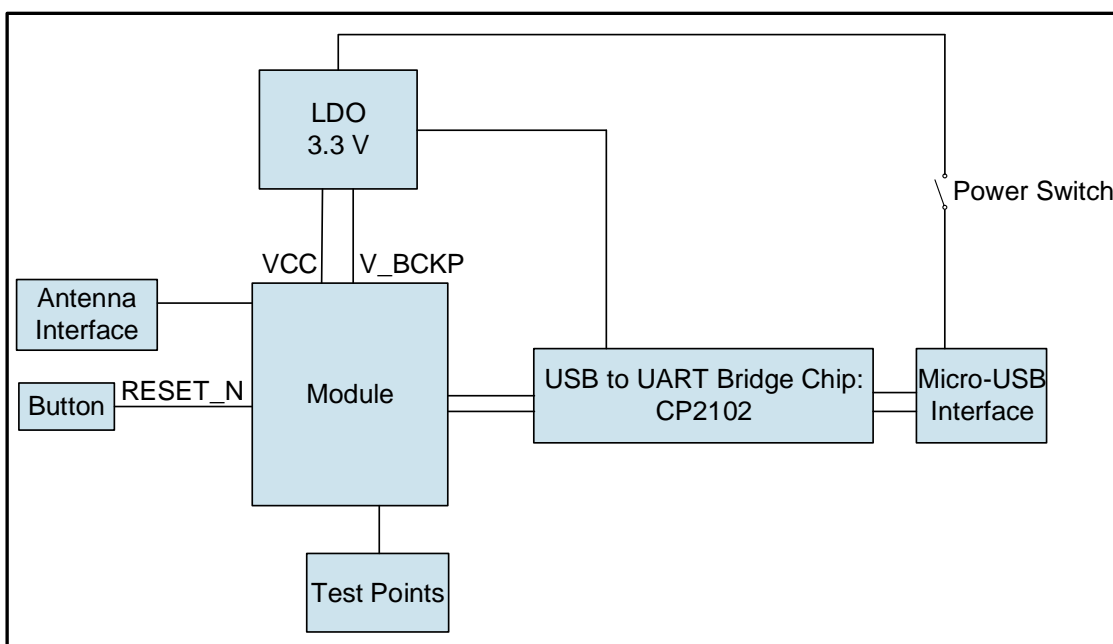 LDO
3.3 V
Power Switch
VCC
V_BCKP
Antenna
Interface
Button
RESET_N
Module
USB to UART Bridge Chip:
CP2102
Micro-USB
Interface
Test Points